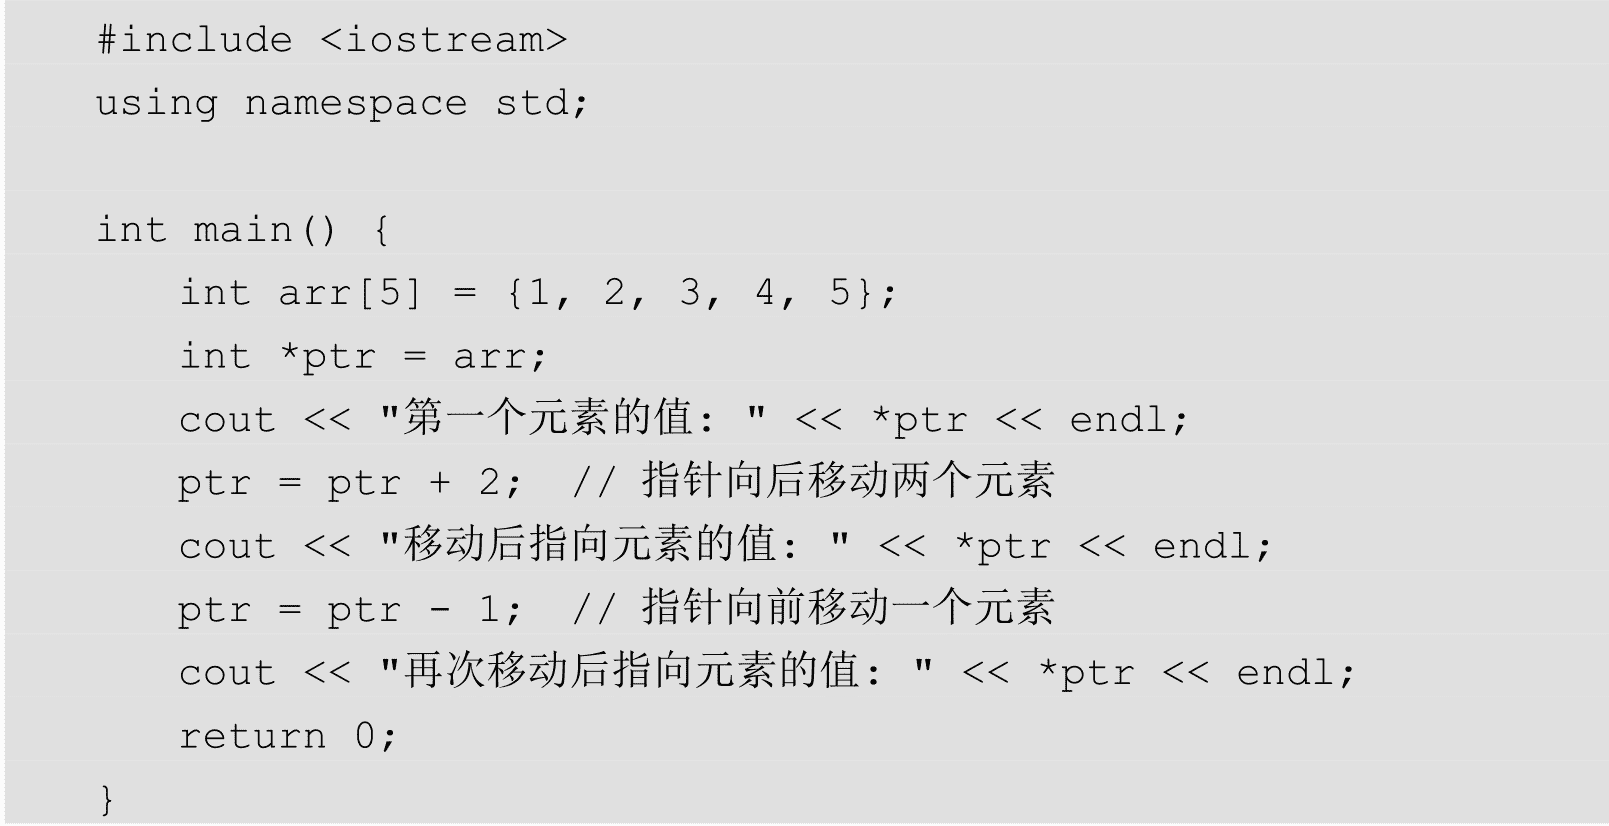 #include <iostream>
using namespace std;

int main() {
    int arr[5] = {1, 2, 3, 4, 5};
    int *ptr = arr;
    cout << "第一个元素的值: " << *ptr << endl;
    ptr = ptr + 2;  // 指针向后移动两个元素
    cout << "移动后指向元素的值: " << *ptr << endl;
    ptr = ptr - 1;  // 指针向前移动一个元素
    cout << "再次移动后指向元素的值: " << *ptr << endl;
    return 0;
}